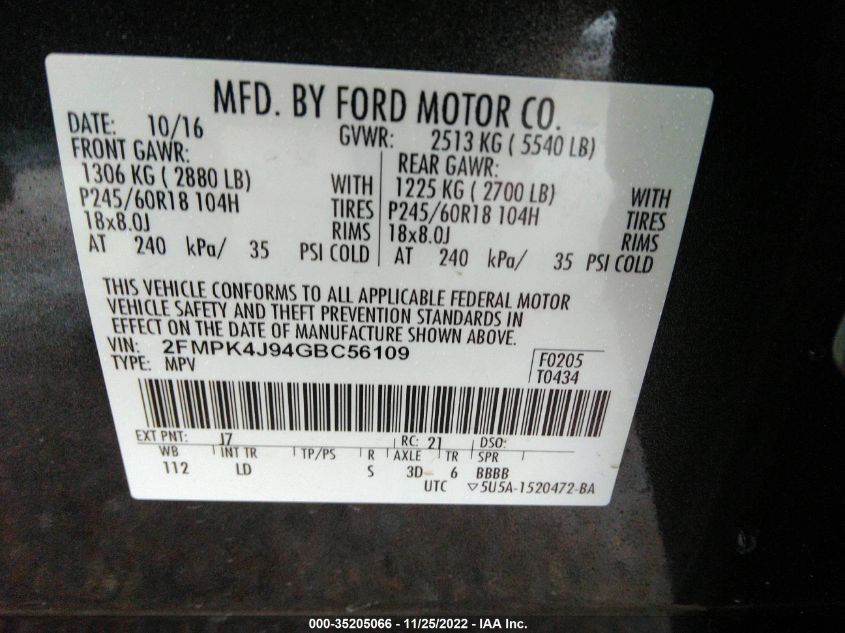 MFD. BY FORD MOTOR CO.
DATE: 10/16 GVWR: 2513 KG ( 5540 LB)
FRONT GAWR: REAR GAWR:
1306 KG ( 2880 LB) WITH 1225 KG ( 2700 LB) WITH
P245/60R18 104H TIRES P245/60R18 104H TIRES
18x8.0J RIMS 18x8.0J RIMS
AT 240 kPa/ 35 PSI COLD AT 240 kPa/ 35 PSI COLD
THIS VEHICLE CONFORMS TO ALL APPLICABLE FEDERAL MOTOR
VEHICLE SAFETY AND THEFT PREVENTION STANDARDS IN
EFFECT ON THE DATE OF MANUFACTURE SHOWN ABOVE.
VIN: 2FMPK4J94GBC56109 F0205
TYPE: MPV T0434
EXT PNT: J7 RC: 21 DSO:
WB INT TR TP/PS R AXLE TR SPR
112 LD S 3D 6 BBBB
UTC ▽5U5A-1520472-BA
000-35205066 - 11/25/2022 - IAA Inc.